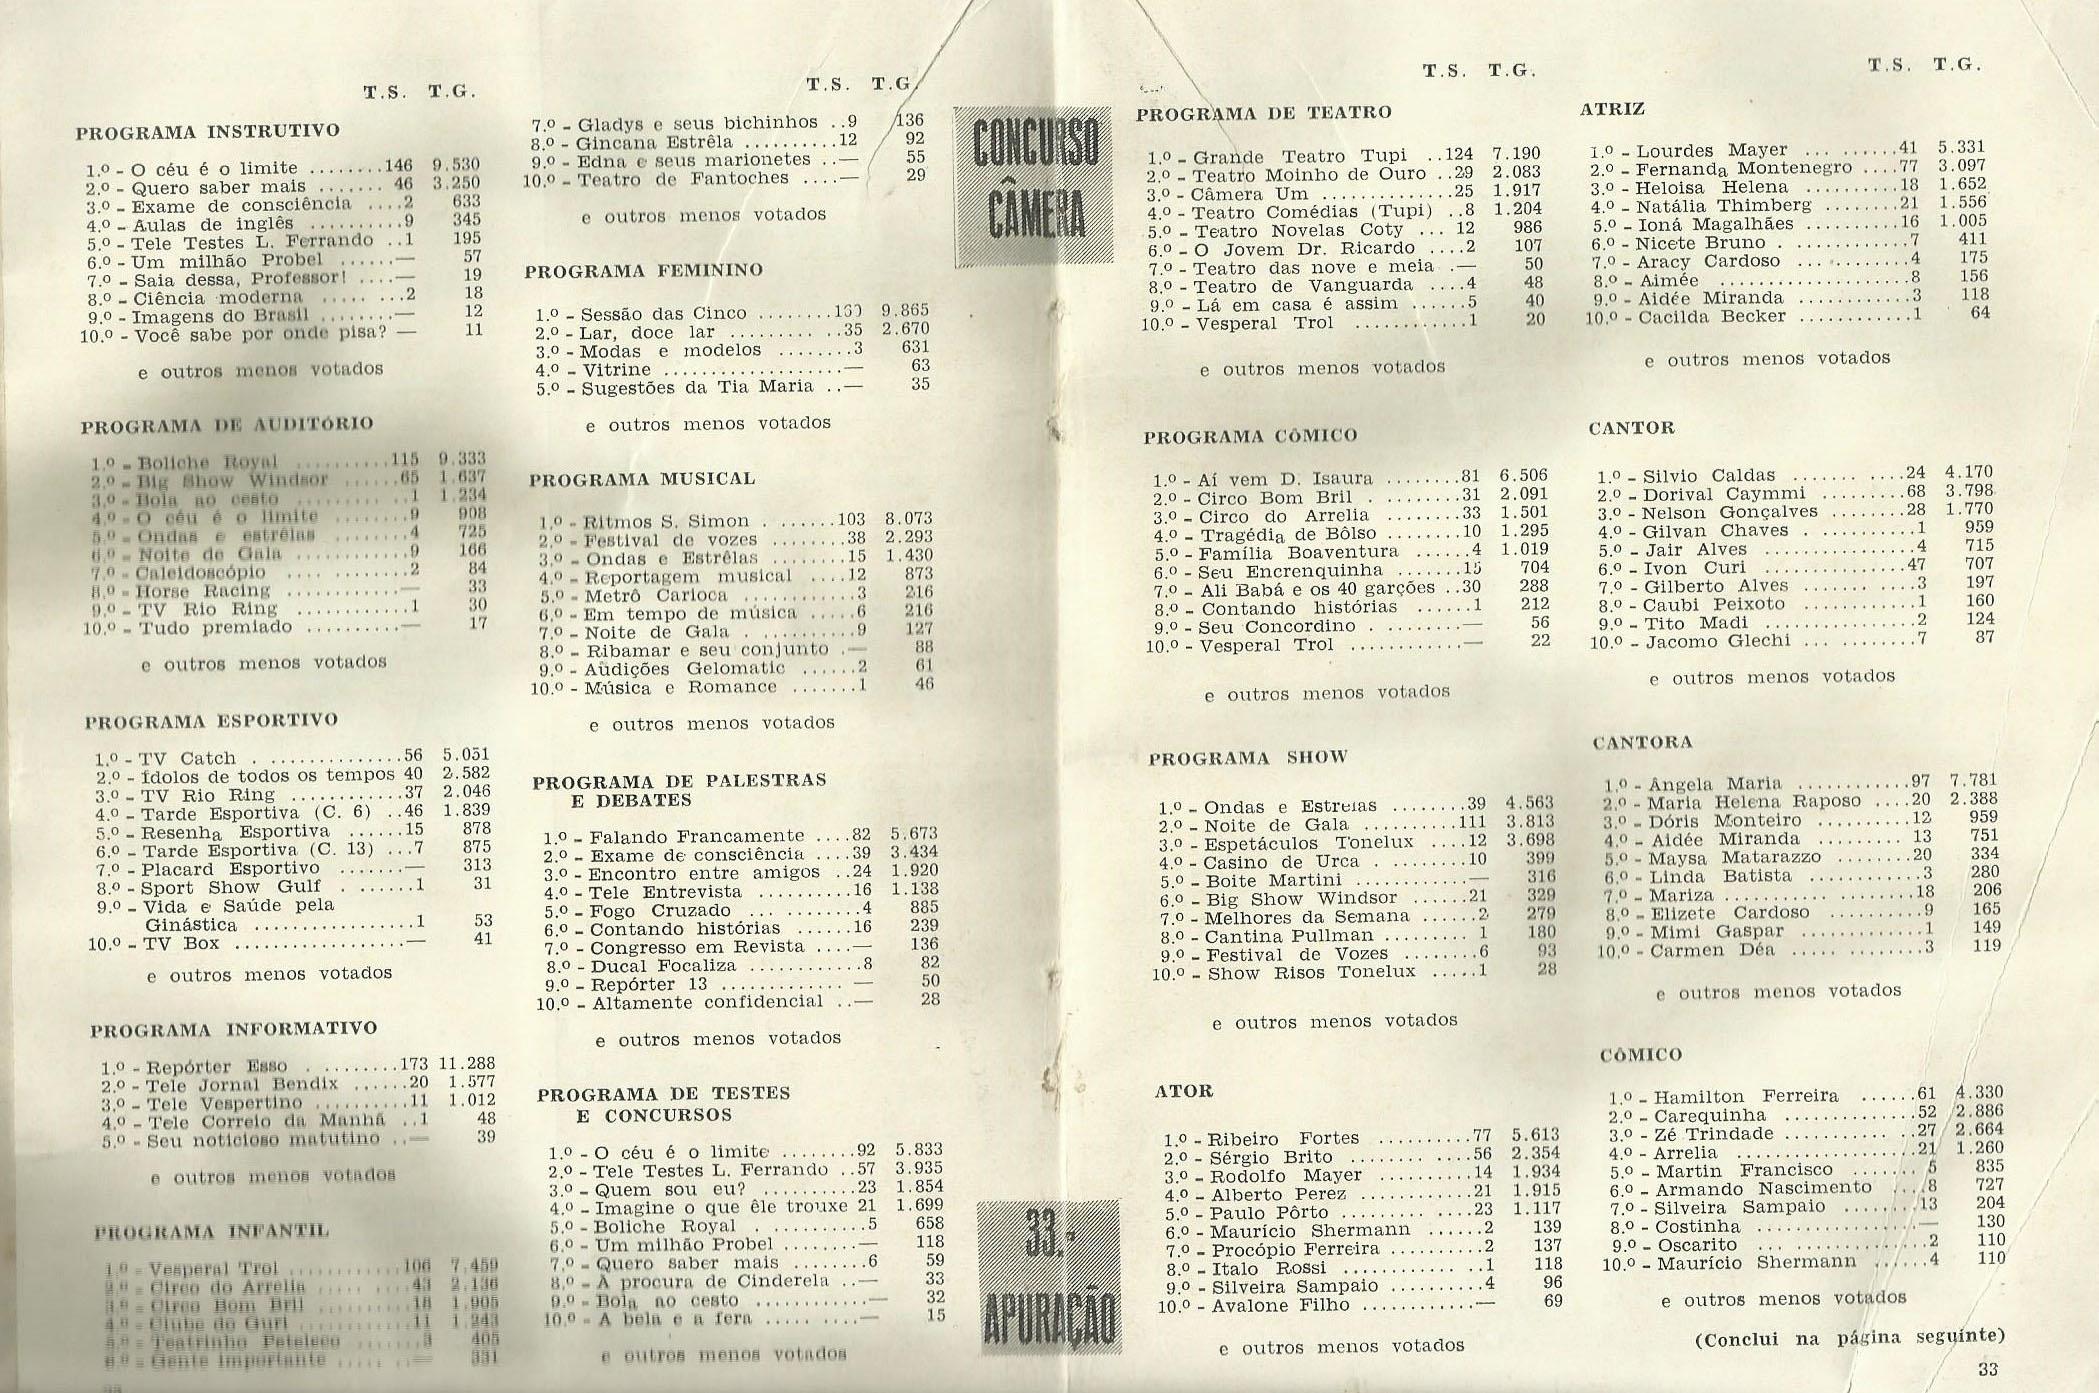 T.S. T.G.
PROGRAMA INSTRUTIVO
1.º - O céu é o limite ........146 9.530
2.º - Quero saber mais ....... 46 3.250
3.º - Exame de consciência ....2 633
4.º - Aulas de inglês ..........9 345
5.º - Tele Testes L. Ferrando ..1 195
6.º - Um milhão Probel ......— 57
7.º - Saia dessa, Professor! ....— 19
8.º - Ciência moderna ..... ...2 18
9.º - Imagens do Brasil ........— 12
10.º - Você sabe por onde pisa? — 11
e outros menos votados
PROGRAMA DE AUDITÓRIO
1.º - Boliche Royal ..........115 9.333
2.º - Big Show Windsor ......65 1.637
3.º - Bola ao cesto ...........1 1.234
4.º - O céu é o limite ........9 908
5.º - Ondas e estrêlas ........4 725
6.º - Noite de Gala ...........9 166
7.º - Caleidoscópio .... ........2 84
8.º - Horse Racing ...........— 33
9.º - TV Rio Ring ...........1 30
10.º - Tudo premiado .........— 17
e outros menos votados
PROGRAMA ESPORTIVO
1.º - TV Catch . .............56 5.051
2.º - Ídolos de todos os tempos 40 2.582
3.º - TV Rio Ring ............37 2.046
4.º - Tarde Esportiva (C. 6) ..46 1.839
5.º - Resenha Esportiva ......15 878
6.º - Tarde Esportiva (C. 13) ...7 875
7.º - Placard Esportivo .......— 313
8.º - Sport Show Gulf . ......1 31
9.º - Vida e Saúde pela
Ginástica ................1 53
10.º - TV Box .................— 41
e outros menos votados
PROGRAMA INFORMATIVO
1.º - Repórter Esso . ........173 11.288
2.º - Tele Jornal Bendix ......20 1.577
3.º - Tele Vespertino ..........11 1.012
4.º - Tele Correio da Manhã ..1 48
5.º - Seu noticioso matutino ..— 39
e outros menos votados
PROGRAMA INFANTIL
1.º - Vesperal Trol ............106 7.459
2.º - Circo do Arrelia ........43 2.136
3.º - Circo Bom Bril .........18 1.905
4.º - Clube do Guri ..........11 1.243
5.º - Teatrinho Peteleco ......3 405
6.º - Gente importante ..... ..— 331
T.S. T.G.
7.º - Gladys e seus bichinhos ..9 136
8.º - Gincana Estrêla ..........12 92
9.º - Edna e seus marionetes ..— 55
10.º - Teatro de Fantoches ....— 29
e outros menos votados
PROGRAMA FEMININO
1.º - Sessão das Cinco ........ 9.865
2.º - Lar, doce lar ......... ..35 2.670
3.º - Modas e modelos ........3 631
4.º - Vitrine ..................— 63
5.º - Sugestões da Tia Maria ..— 35
e outros menos votados
PROGRAMA MUSICAL
1.º - Ritmos S. Simon . ......103 8.073
2.º - Festival de vozes ........38 2.293
3.º - Ondas e Estrêlas ........15 1.430
4.º - Reportagem musical ....12 873
5.º - Metrô Carioca ...........3 216
6.º - Em tempo de música .....6 216
7.º - Noite de Gala . ..........9 127
8.º - Ribamar e seu conjunto .— 88
9.º - Audições Gelomatic ......2 61
10.º - Música e Romance .......1 46
e outros menos votados
PROGRAMA DE PALESTRAS
E DEBATES
1.º - Falando Francamente ....82 5.673
2.º - Exame de consciência ....39 3.434
3.º - Encontro entre amigos ..24 1.920
4.º - Tele Entrevista ..........16 1.138
5.º - Fogo Cruzado ... ........4 885
6.º - Contando histórias ......16 239
7.º - Congresso em Revista ....— 136
8.º - Ducal Focaliza ............8 82
9.º - Repórter 13 ............. — 50
10.º - Altamente confidencial ..— 28
e outros menos votados
PROGRAMA DE TESTES
E CONCURSOS
1.º - O céu é o limite ........92 5.833
2.º - Tele Testes L. Ferrando ..57 3.935
3.º - Quem sou eu? ..........23 1.854
4.º - Imagine o que êle trouxe 21 1.699
5.º - Boliche Royal . ..........5 658
6.º - Um milhão Probel ........— 118
7.º - Quero saber mais .......6 59
8.º - À procura de Cinderela ..— 33
9.º - Bola ao cesto ............— 32
10.º - A bela e a fera ..... ....— 15
e outros menos votados
CONCURSO
CÂMERA
33.ª
APURAÇÃO
T.S. T.G.
PROGRAMA DE TEATRO
1.º - Grande Teatro Tupi ..124 7.190
2.º - Teatro Moinho de Ouro ..29 2.083
3.º - Câmera Um .............25 1.917
4.º - Teatro Comédias (Tupi) ..8 1.204
5.º - Teatro Novelas Coty ... 12 986
6.º - O Jovem Dr. Ricardo ....2 107
7.º - Teatro das nove e meia .— 50
8.º - Teatro de Vanguarda ....4 48
9.º - Lá em casa é assim ......5 40
10.º - Vesperal Trol ............1 20
e outros menos votados
PROGRAMA CÔMICO
1.º - Aí vem D. Isaura ........81 6.506
2.º - Circo Bom Bril . ........31 2.091
3.º - Circo do Arrelia ........33 1.501
4.º - Tragédia de Bôlso ......10 1.295
5.º - Família Boaventura ......4 1.019
6.º - Seu Encrenquinha ......15 704
7.º - Ali Babá e os 40 garções ..30 288
8.º - Contando histórias ......1 212
9.º - Seu Concordino . ........— 56
10.º - Vesperal Trol ............— 22
e outros menos votados
PROGRAMA SHOW
1.º - Ondas e Estrelas ........39 4.563
2.º - Noite de Gala .........111 3.813
3.º - Espetáculos Tonelux ....12 3.698
4.º - Casino de Urca . ........10 399
5.º - Boite Martini ...........— 316
6.º - Big Show Windsor ......21 329
7.º - Melhores da Semana ......2 279
8.º - Cantina Pullman ......... 1 180
9.º - Festival de Vozes ........6 93
10.º - Show Risos Tonelux .....1 28
e outros menos votados
ATOR
1.º - Ribeiro Fortes ..........77 5.613
2.º - Sérgio Brito ...... ......56 2.354
3.º - Rodolfo Mayer ..........14 1.934
4.º - Alberto Perez ...........21 1.915
5.º - Paulo Pôrto ...... ......23 1.117
6.º - Maurício Shermann ......2 139
7.º - Procópio Ferreira .........2 137
8.º - Italo Rossi .............1 118
9.º - Silveira Sampaio .........4 96
10.º - Avalone Filho ...........— 69
e outros menos votados
T.S. T.G.
ATRIZ
1.º - Lourdes Mayer ... .......41 5.331
2.º - Fernanda Montenegro ....77 3.097
3.º - Heloisa Helena ..........18 1.652
4.º - Natália Thimberg ........21 1.556
5.º - Ioná Magalhães ..........16 1.005
6.º - Nicete Bruno . ...........7 411
7.º - Aracy Cardoso ...........4 175
8.º - Aimée ...................8 156
9.º - Aidée Miranda ...........3 118
10.º - Cacilda Becker ...........1 64
e outros menos votados
CANTOR
1.º - Silvio Caldas ...... ....24 4.170
2.º - Dorival Caymmi ........68 3.798
3.º - Nelson Gonçalves ........28 1.770
4.º - Gilvan Chaves . ..........1 959
5.º - Jair Alves ..............4 715
6.º - Ivon Curi ..............47 707
7.º - Gilberto Alves ..... .....3 197
8.º - Caubi Peixoto ...........1 160
9.º - Tito Madi ..............2 124
10.º - Jacomo Glechi ... ........7 87
e outros menos votados
CANTORA
1.º - Ângela Maria ...........97 7.781
2.º - Maria Helena Raposo ....20 2.388
3.º - Dóris Monteiro ..........12 959
4.º - Aidée Miranda ......... 13 751
5.º - Maysa Matarazzo ........20 334
6.º - Linda Batista ...........3 280
7.º - Mariza .................18 206
8.º - Elizete Cardoso ..........9 165
9.º - Mimi Gaspar ............1 149
10.º - Carmen Déa ..... ........3 119
e outros menos votados
CÔMICO
1.º - Hamilton Ferreira ......61 4.330
2.º - Carequinha .............52 2.886
3.º - Zé Trindade .............27 2.664
4.º - Arrelia .................21 1.260
5.º - Martin Francisco ....... 5 835
6.º - Armando Nascimento ....8 727
7.º - Silveira Sampaio .......13 204
8.º - Costinha ................— 130
9.º - Oscarito ... .............2 110
10.º - Maurício Shermann ......4 110
e outros menos votados
(Conclui na página seguinte)
33